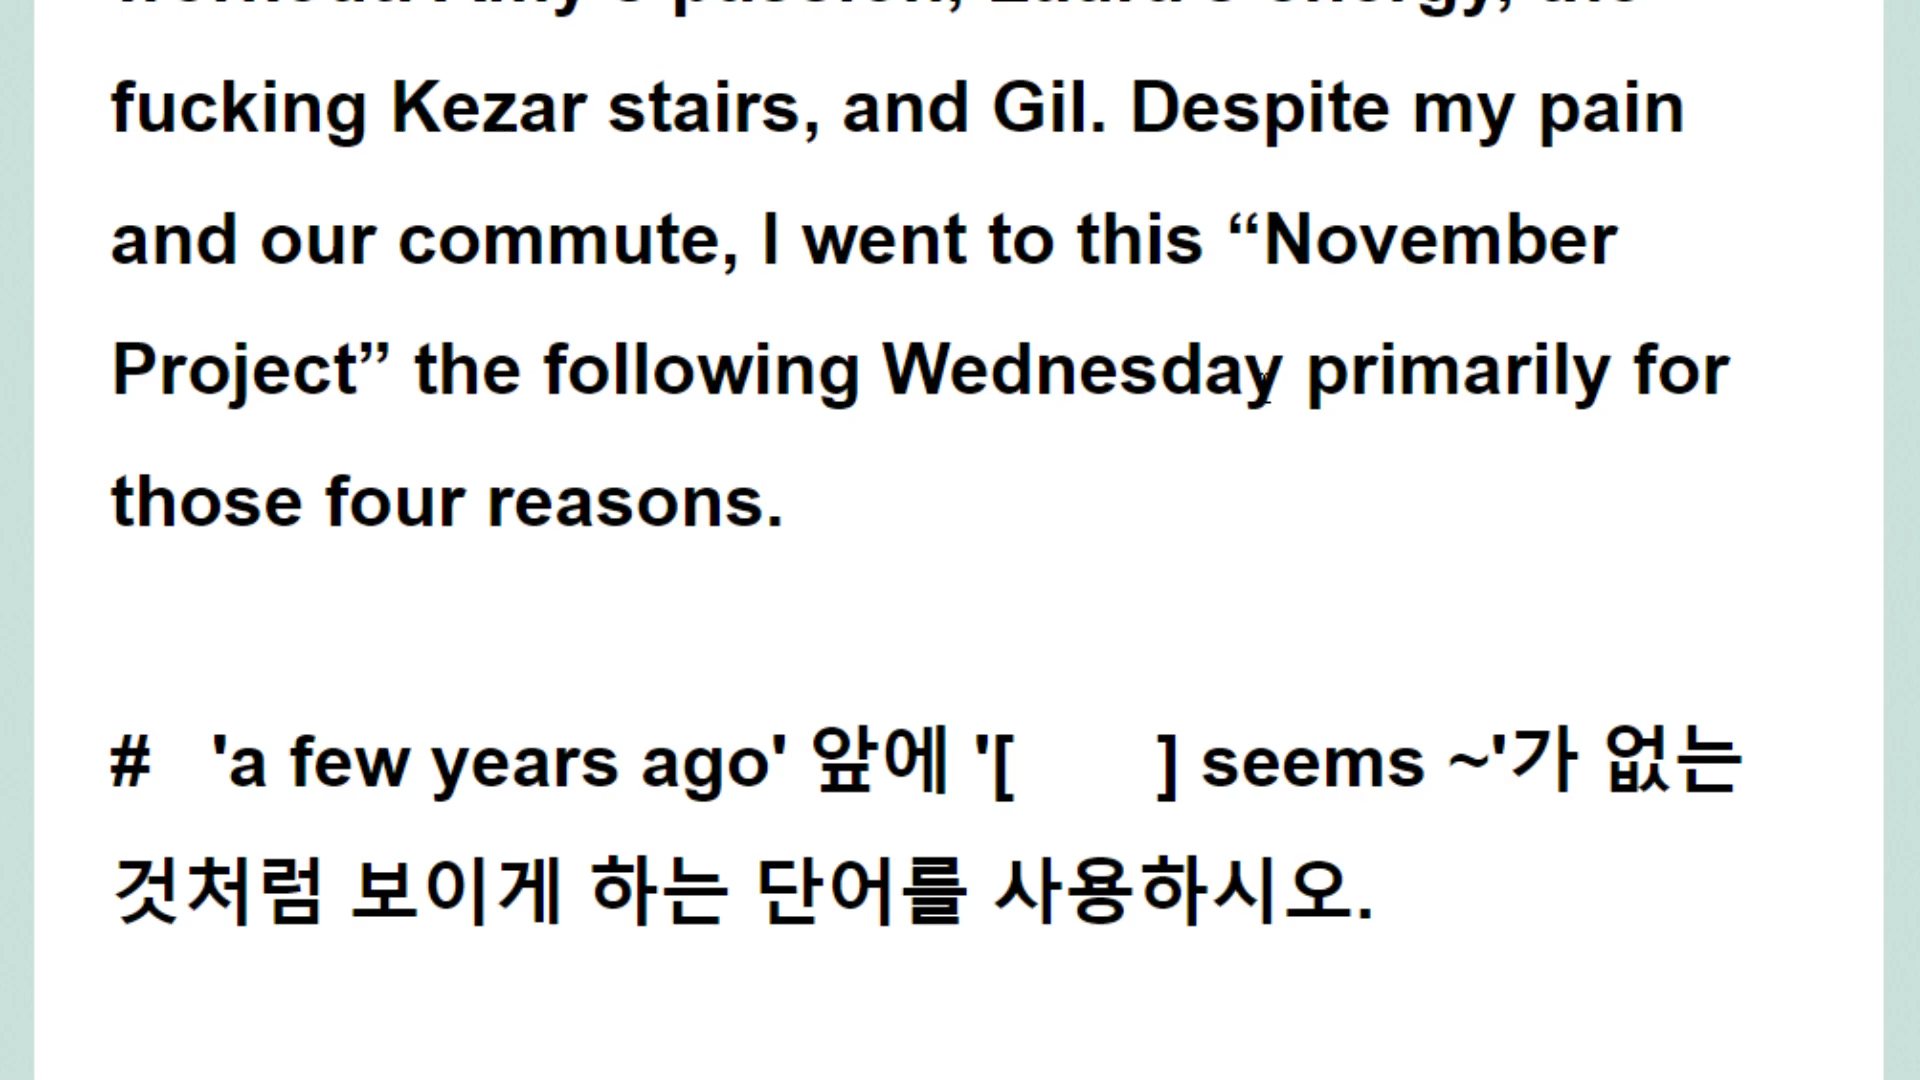 fucking Kezar stairs, and Gil. Despite my pain
and our commute, I went to this “November
Project” the following Wednesday primarily for
those four reasons.
# 'a few years ago' 앞에 '[ ] seems ~'가 없는
것처럼 보이게 하는 단어를 사용하시오.